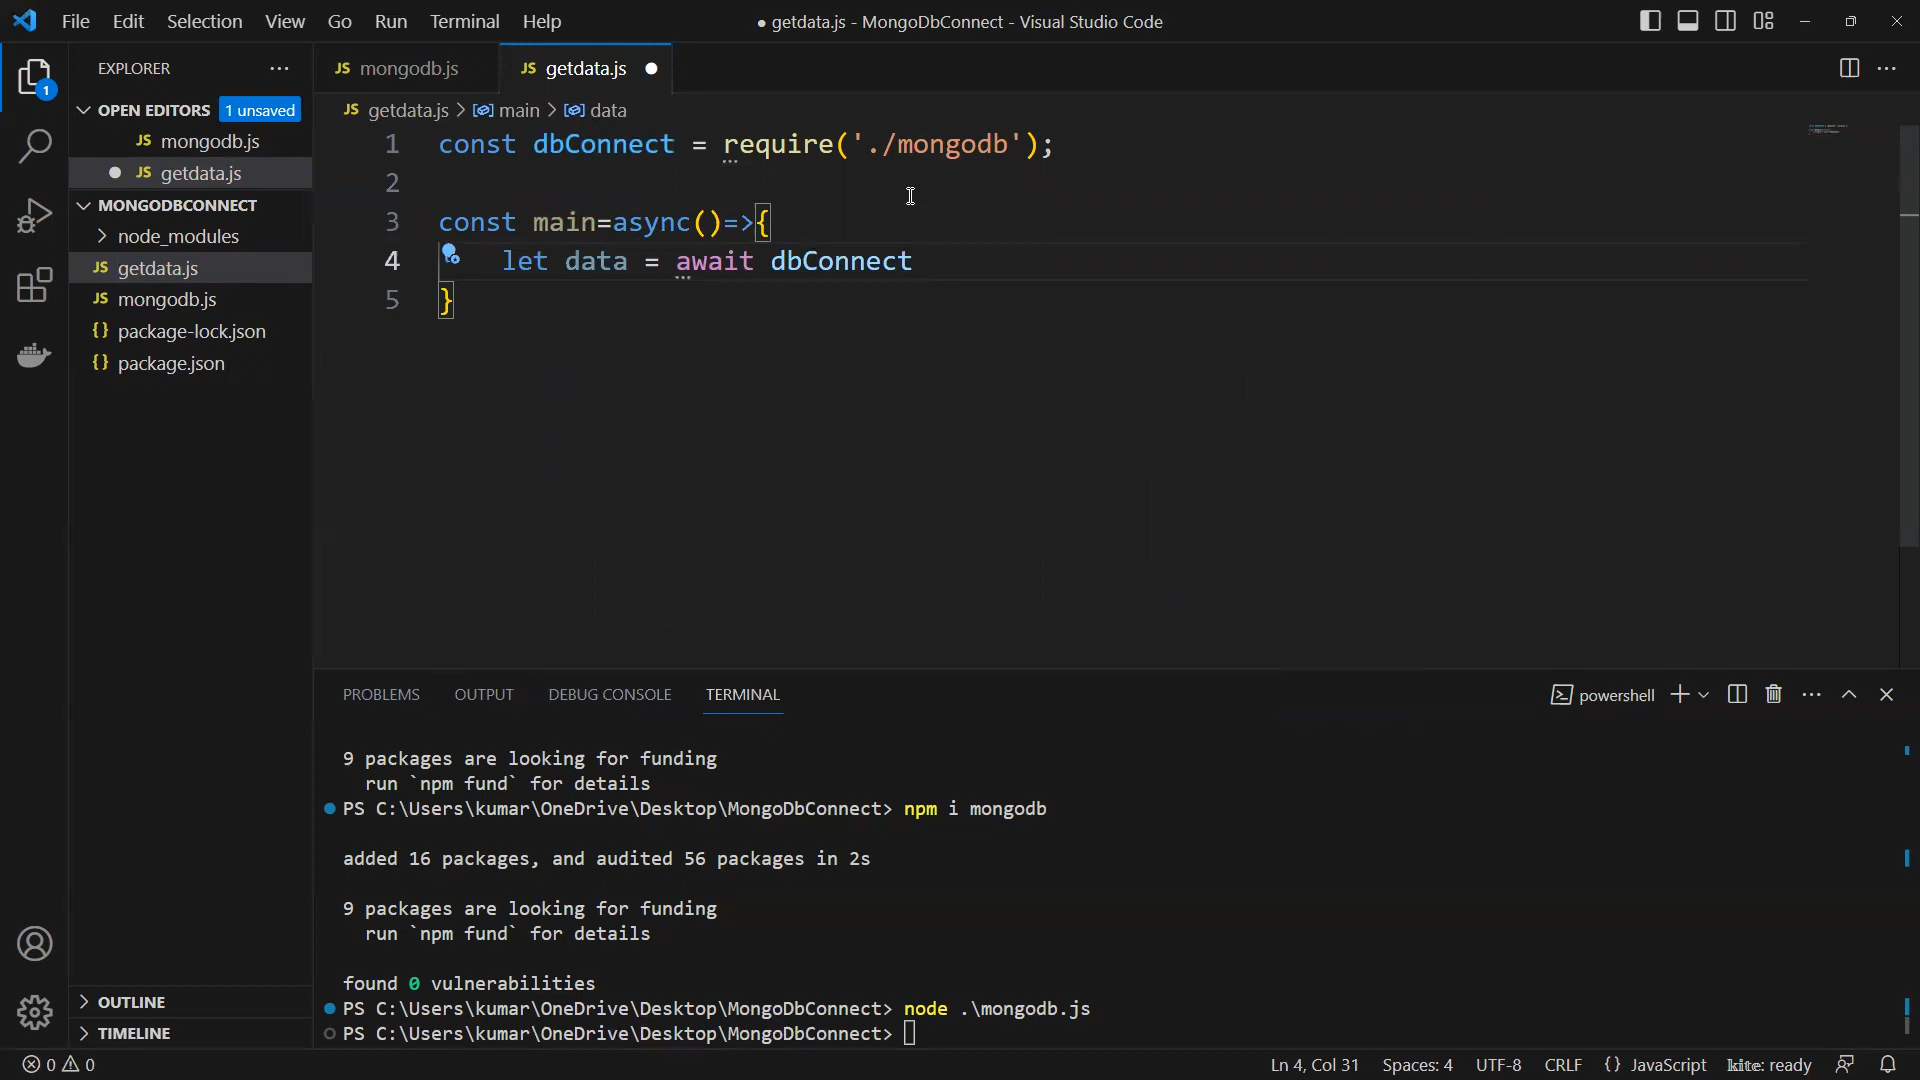 File Edit Selection View Go Run Terminal Help
● getdata.js - MongoDbConnect - Visual Studio Code
EXPLORER
OPEN EDITORS 1 unsaved
JS mongodb.js
● JS getdata.js
MONGODBCONNECT
node_modules
JS getdata.js
JS mongodb.js
{} package-lock.json
{} package.json
OUTLINE
TIMELINE
1
JS mongodb.js
JS getdata.js ●
JS getdata.js > main > data
1 const dbConnect = require('./mongodb');
2
3 const main=async()=>{
4 let data = await dbConnect
5 }
PROBLEMS OUTPUT DEBUG CONSOLE TERMINAL
powershell
9 packages are looking for funding
run `npm fund` for details
PS C:\Users\kumar\OneDrive\Desktop\MongoDbConnect> npm i mongodb
added 16 packages, and audited 56 packages in 2s
9 packages are looking for funding
run `npm fund` for details
found 0 vulnerabilities
PS C:\Users\kumar\OneDrive\Desktop\MongoDbConnect> node .\mongodb.js
PS C:\Users\kumar\OneDrive\Desktop\MongoDbConnect>
0 0
Ln 4, Col 31 Spaces: 4 UTF-8 CRLF {} JavaScript kite: ready